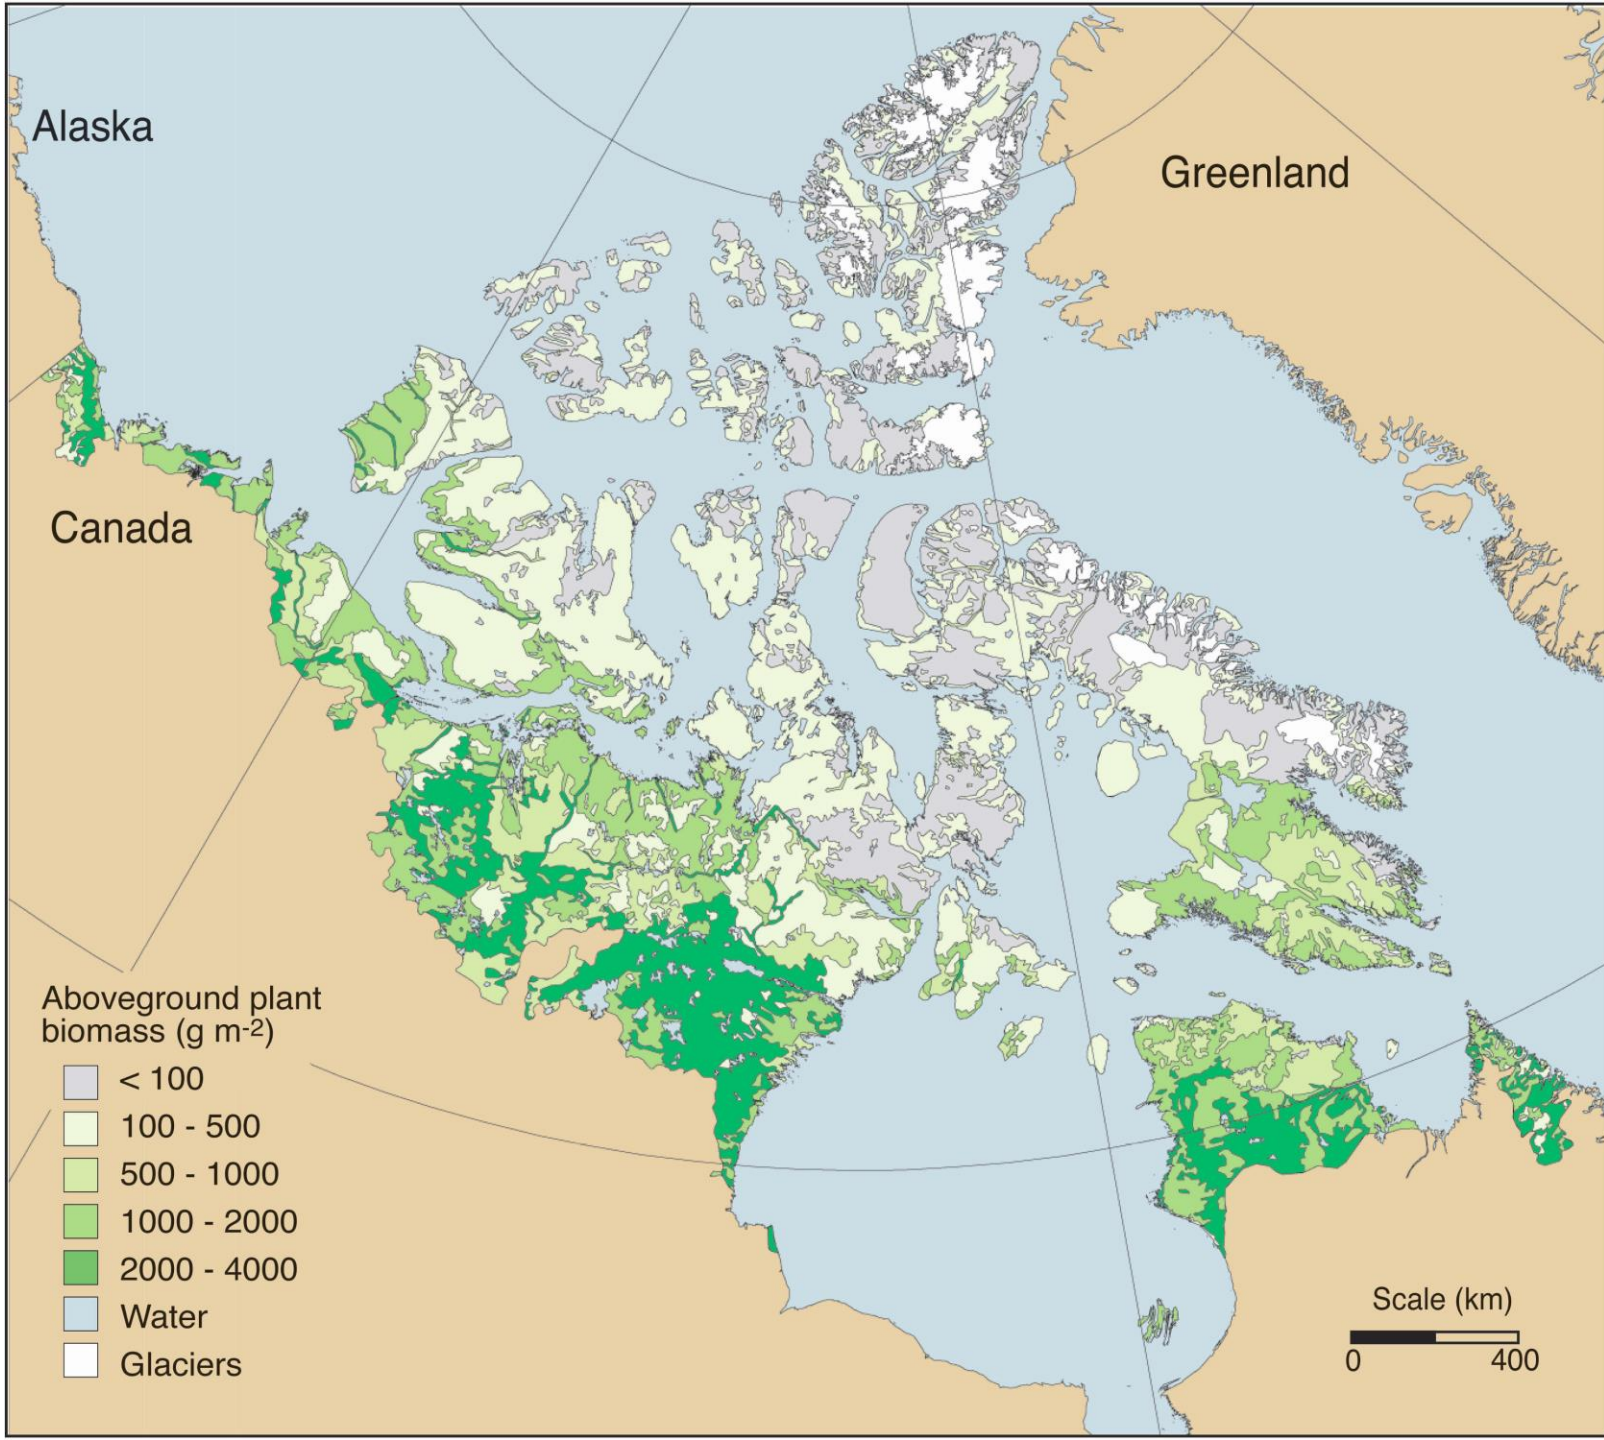 Alaska
Greenland
Canada
Aboveground plant
biomass (g m-2)
< 100
100 - 500
500 - 1000
1000 - 2000
2000 - 4000
Water
Glaciers
Scale (km)
0 400